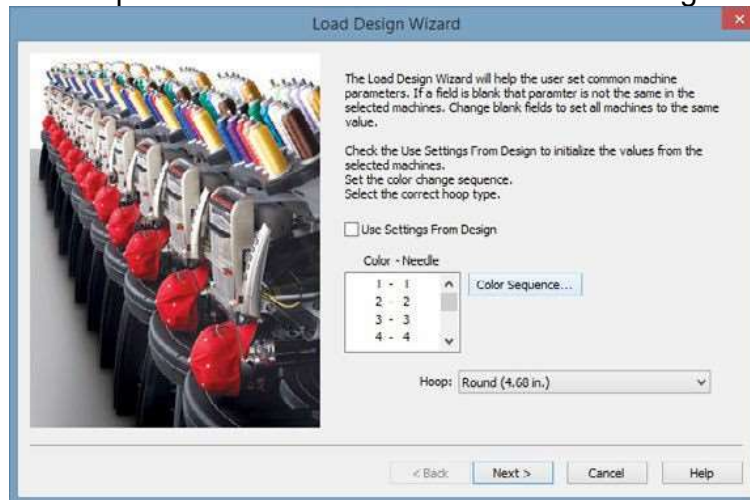 Load Design Wizard
The Load Design Wizard will help the user set common machine
parameters. If a field is blank that paramter is not the same in the
selected machines. Change blank fields to set all machines to the same
value.
Check the Use Settings From Design to initialize the values from the
selected machines.
Set the color change sequence.
Select the correct hoop type.
Use Settings From Design
Color - Needle
1 - 1
2 - 2
3 - 3
4 - 4
Color Sequence...
Hoop: Round (4.68 in.)
< Back
Next >
Cancel
Help